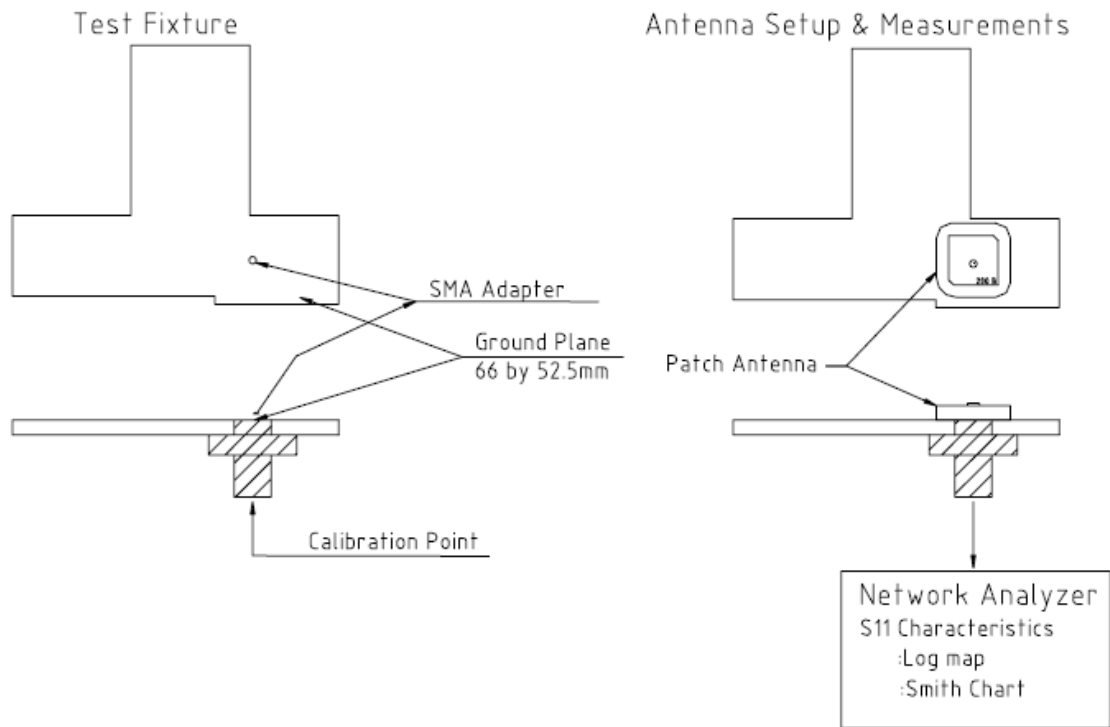 Test Fixture
Antenna Setup & Measurements
SMA Adapter
Ground Plane
66 by 52.5mm
Patch Antenna
Calibration Point
Network Analyzer
S11 Characteristics
:Log map
:Smith Chart